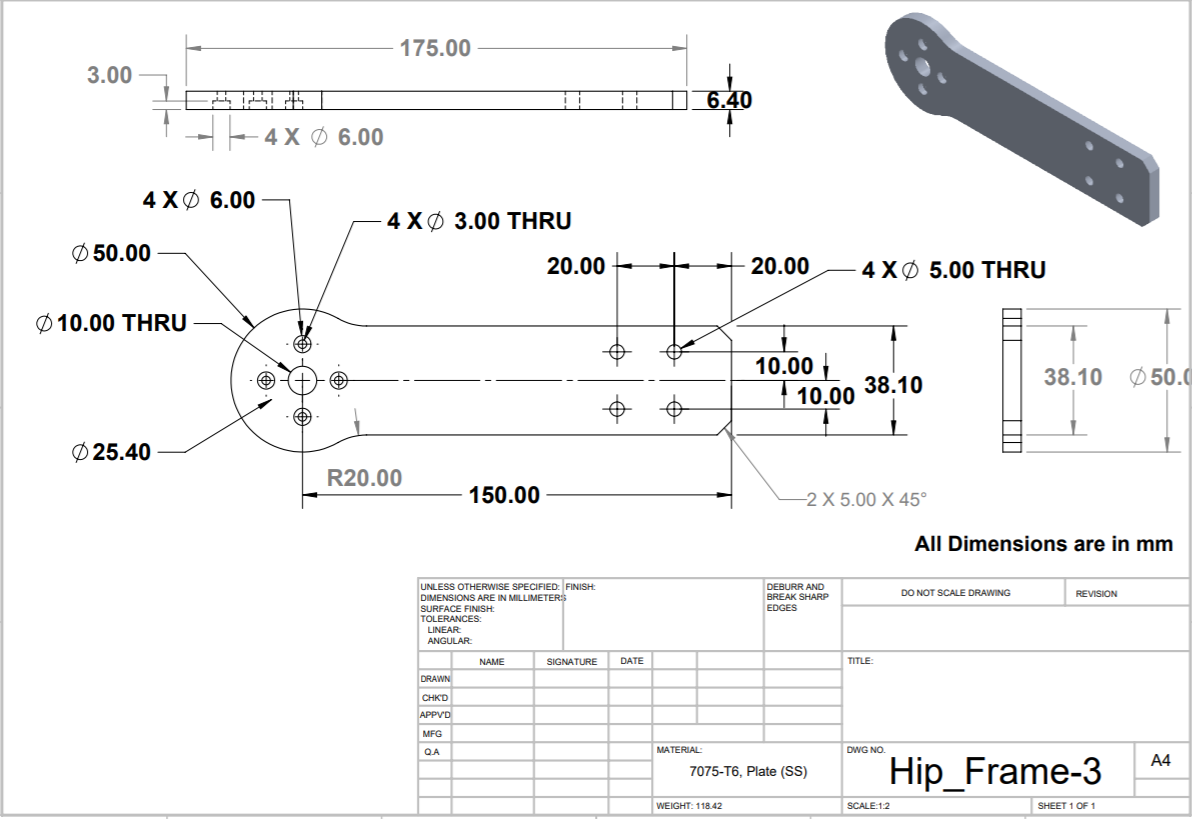 175.00
3.00
6.40
4 X ∅ 6.00
4 X ∅ 6.00
4 X ∅ 3.00 THRU
∅ 50.00
20.00
20.00
4 X ∅ 5.00 THRU
∅ 10.00 THRU
10.00
38.10
10.00
38.10
∅ 50.0
∅ 25.40
R20.00
150.00
2 X 5.00 X 45°
All Dimensions are in mm
UNLESS OTHERWISE SPECIFIED:
DIMENSIONS ARE IN MILLIMETERS
SURFACE FINISH:
TOLERANCES:
LINEAR:
ANGULAR:
FINISH:
DEBURR AND
BREAK SHARP
EDGES
DO NOT SCALE DRAWING
REVISION
NAME
SIGNATURE
DATE
TITLE:
DRAWN
CHK'D
APPV'D
MFG
Q.A
MATERIAL:
7075-T6, Plate (SS)
DWG NO.
Hip_Frame-3
A4
WEIGHT: 118.42
SCALE:1:2
SHEET 1 OF 1